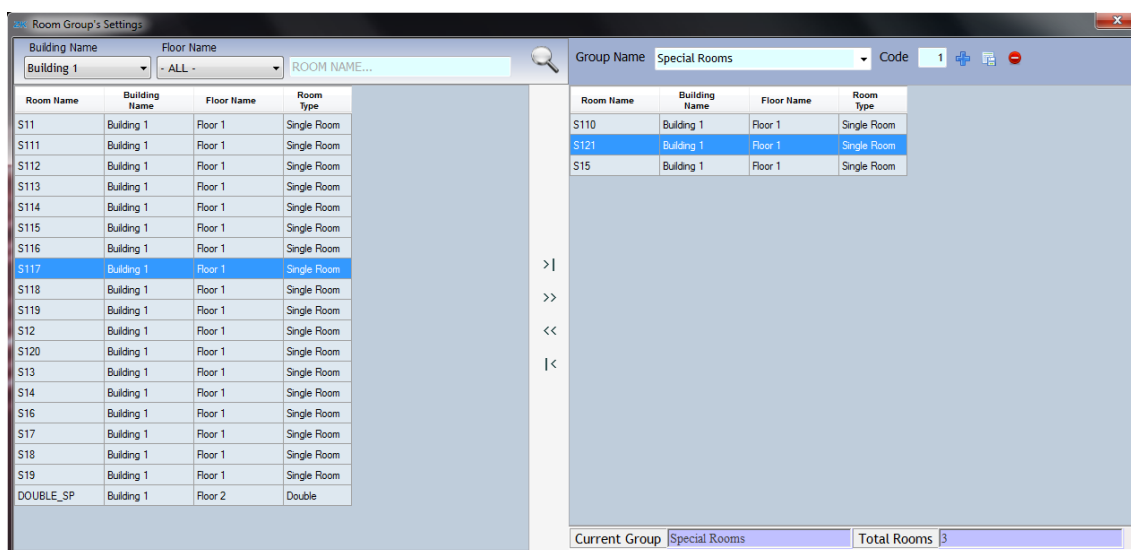 Room Group's Settings
Building Name Floor Name
Building 1 - ALL - ROOM NAME...
Group Name Special Rooms Code 1
Room Name Building Name Floor Name Room Type
S11 Building 1 Floor 1 Single Room
S111 Building 1 Floor 1 Single Room
S112 Building 1 Floor 1 Single Room
S113 Building 1 Floor 1 Single Room
S114 Building 1 Floor 1 Single Room
S115 Building 1 Floor 1 Single Room
S116 Building 1 Floor 1 Single Room
S117 Building 1 Floor 1 Single Room
S118 Building 1 Floor 1 Single Room
S119 Building 1 Floor 1 Single Room
S12 Building 1 Floor 1 Single Room
S120 Building 1 Floor 1 Single Room
S13 Building 1 Floor 1 Single Room
S14 Building 1 Floor 1 Single Room
S16 Building 1 Floor 1 Single Room
S17 Building 1 Floor 1 Single Room
S18 Building 1 Floor 1 Single Room
S19 Building 1 Floor 1 Single Room
DOUBLE_SP Building 1 Floor 2 Double
>|
>>
<<
|<
Room Name Building Name Floor Name Room Type
S110 Building 1 Floor 1 Single Room
S121 Building 1 Floor 1 Single Room
S15 Building 1 Floor 1 Single Room
Current Group Special Rooms Total Rooms 3